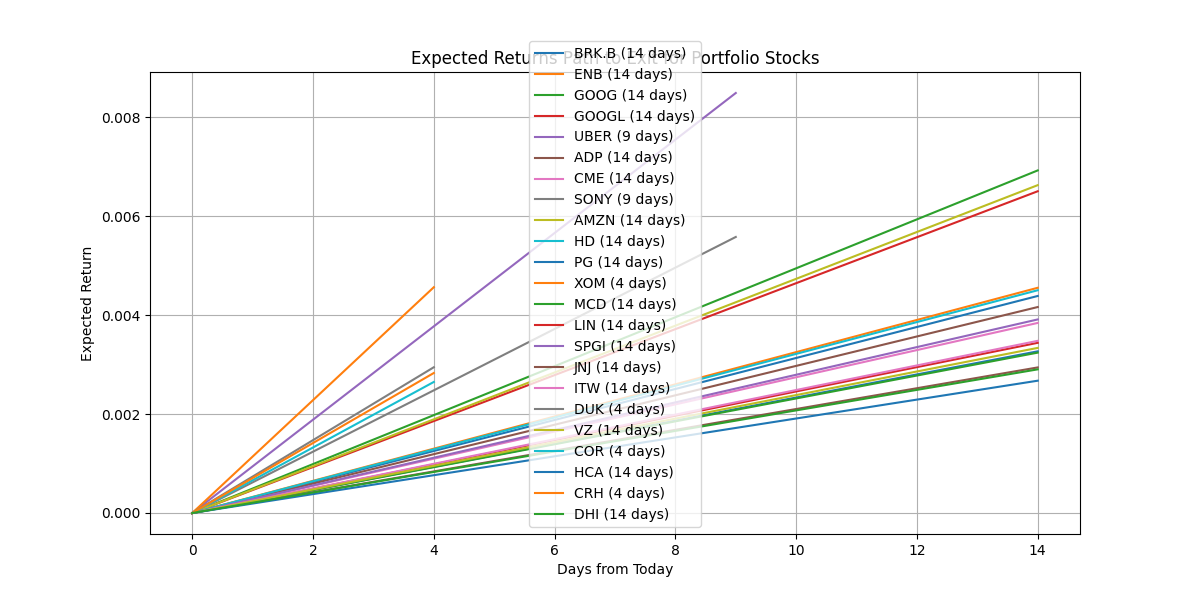 Expected Returns Path to Exit for Portfolio Stocks
BRK.B (14 days)
ENB (14 days)
GOOG (14 days)
GOOGL (14 days)
UBER (9 days)
ADP (14 days)
CME (14 days)
SONY (9 days)
AMZN (14 days)
HD (14 days)
PG (14 days)
XOM (4 days)
MCD (14 days)
LIN (14 days)
SPGI (14 days)
JNJ (14 days)
ITW (14 days)
DUK (4 days)
VZ (14 days)
COR (4 days)
HCA (14 days)
CRH (4 days)
DHI (14 days)
Expected Return
0.008
0.006
0.004
0.002
0.000
0 2 4 6 8 10 12 14
Days from Today